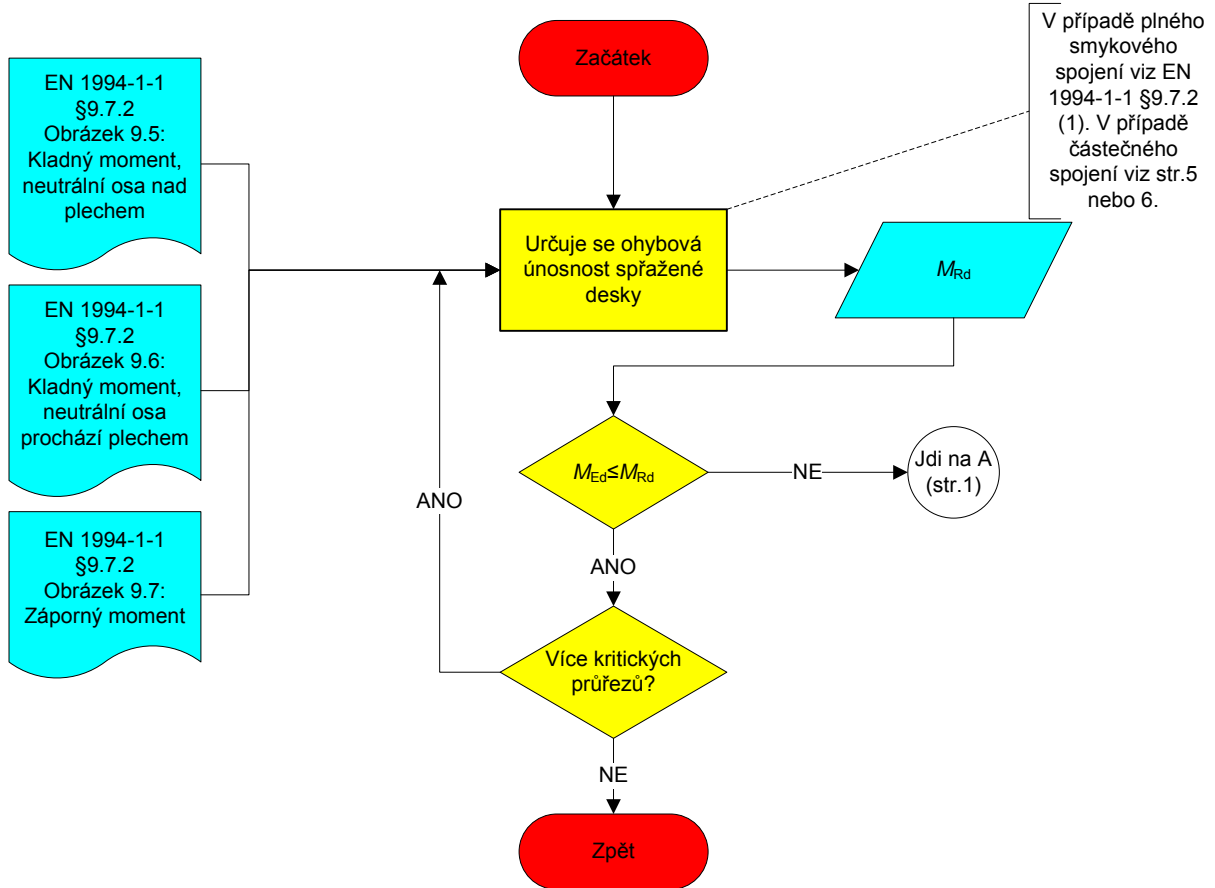 Začátek
V případě plného
smykového
spojení viz EN
1994-1-1 §9.7.2
(1). V případě
částečného
spojení viz str.5
nebo 6.
EN 1994-1-1
§9.7.2
Obrázek 9.5:
Kladný moment,
neutrální osa nad
plechem
Určuje se ohybová
únosnost spřažené
desky
MRd
EN 1994-1-1
§9.7.2
Obrázek 9.6:
Kladný moment,
neutrální osa
prochází plechem
MEd≤MRd
NE
Jdi na A
(str.1)
ANO
EN 1994-1-1
§9.7.2
Obrázek 9.7:
Záporný moment
ANO
Více kritických
průřezů?
NE
Zpět